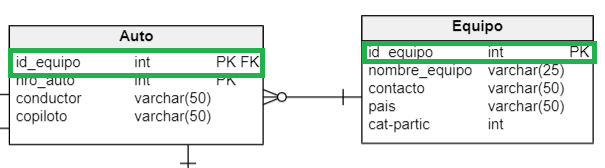 Auto
id_equipo int PK FK
nro_auto int PK
conductor varchar(50)
copiloto varchar(50)
Equipo
id_equipo int PK
nombre_equipo varchar(25)
contacto varchar(50)
pais varchar(50)
cat-partic int